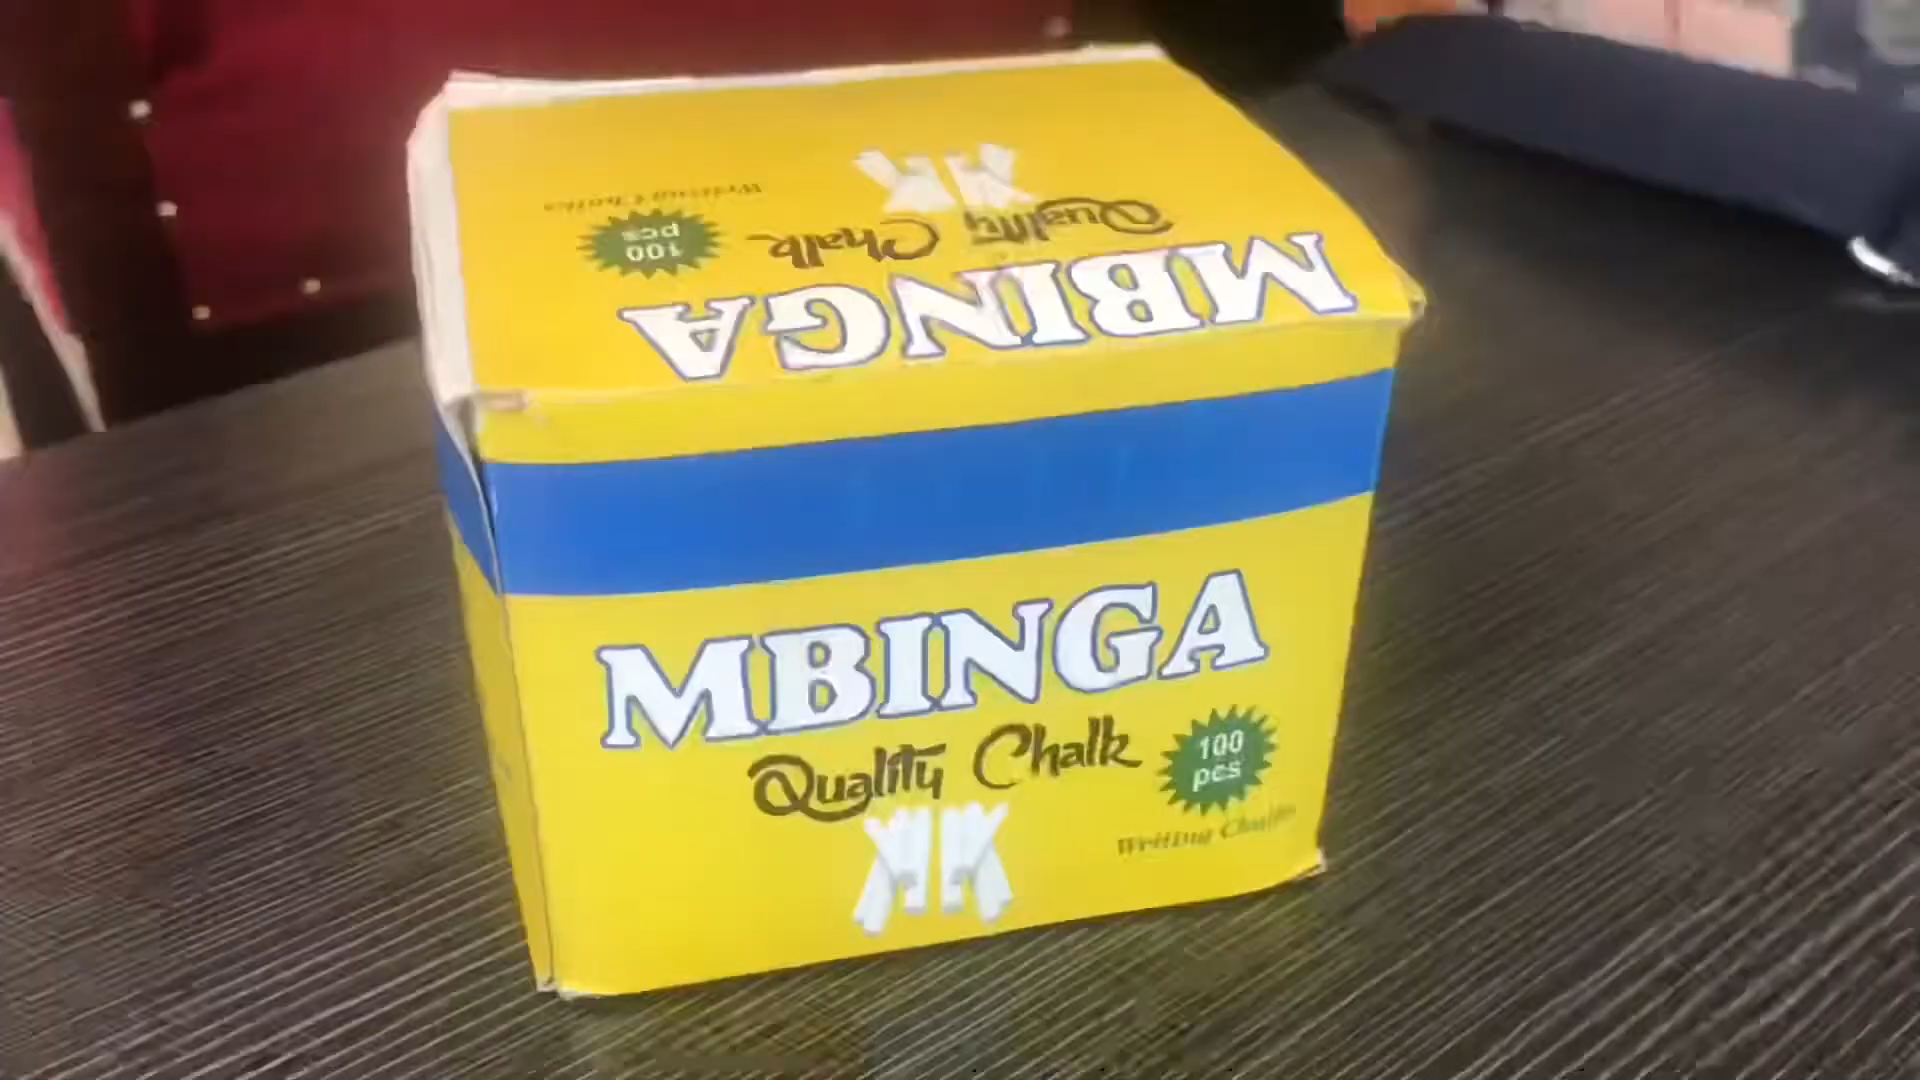 Writing Chalks
100
pcs
Quality Chalk
MBINGA
MBINGA
Quality Chalk
100
pcs
Writing Chalks